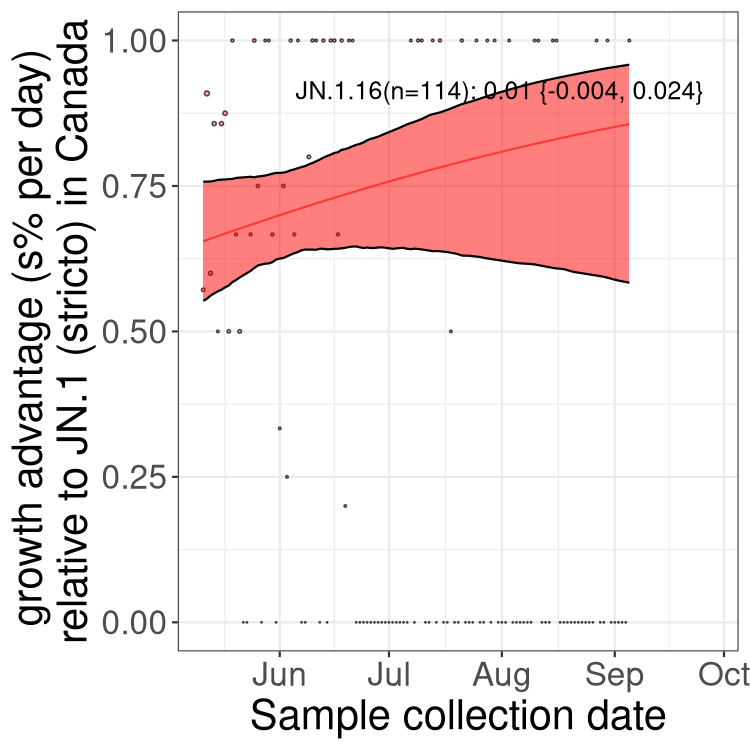 growth advantage (s% per day)
relative to JN.1 (stricto) in Canada
1.00
0.75
0.50
0.25
0.00
JN.1.16(n=114): 0.01 {-0.004, 0.024}
Jun Jul Aug Sep Oct
Sample collection date